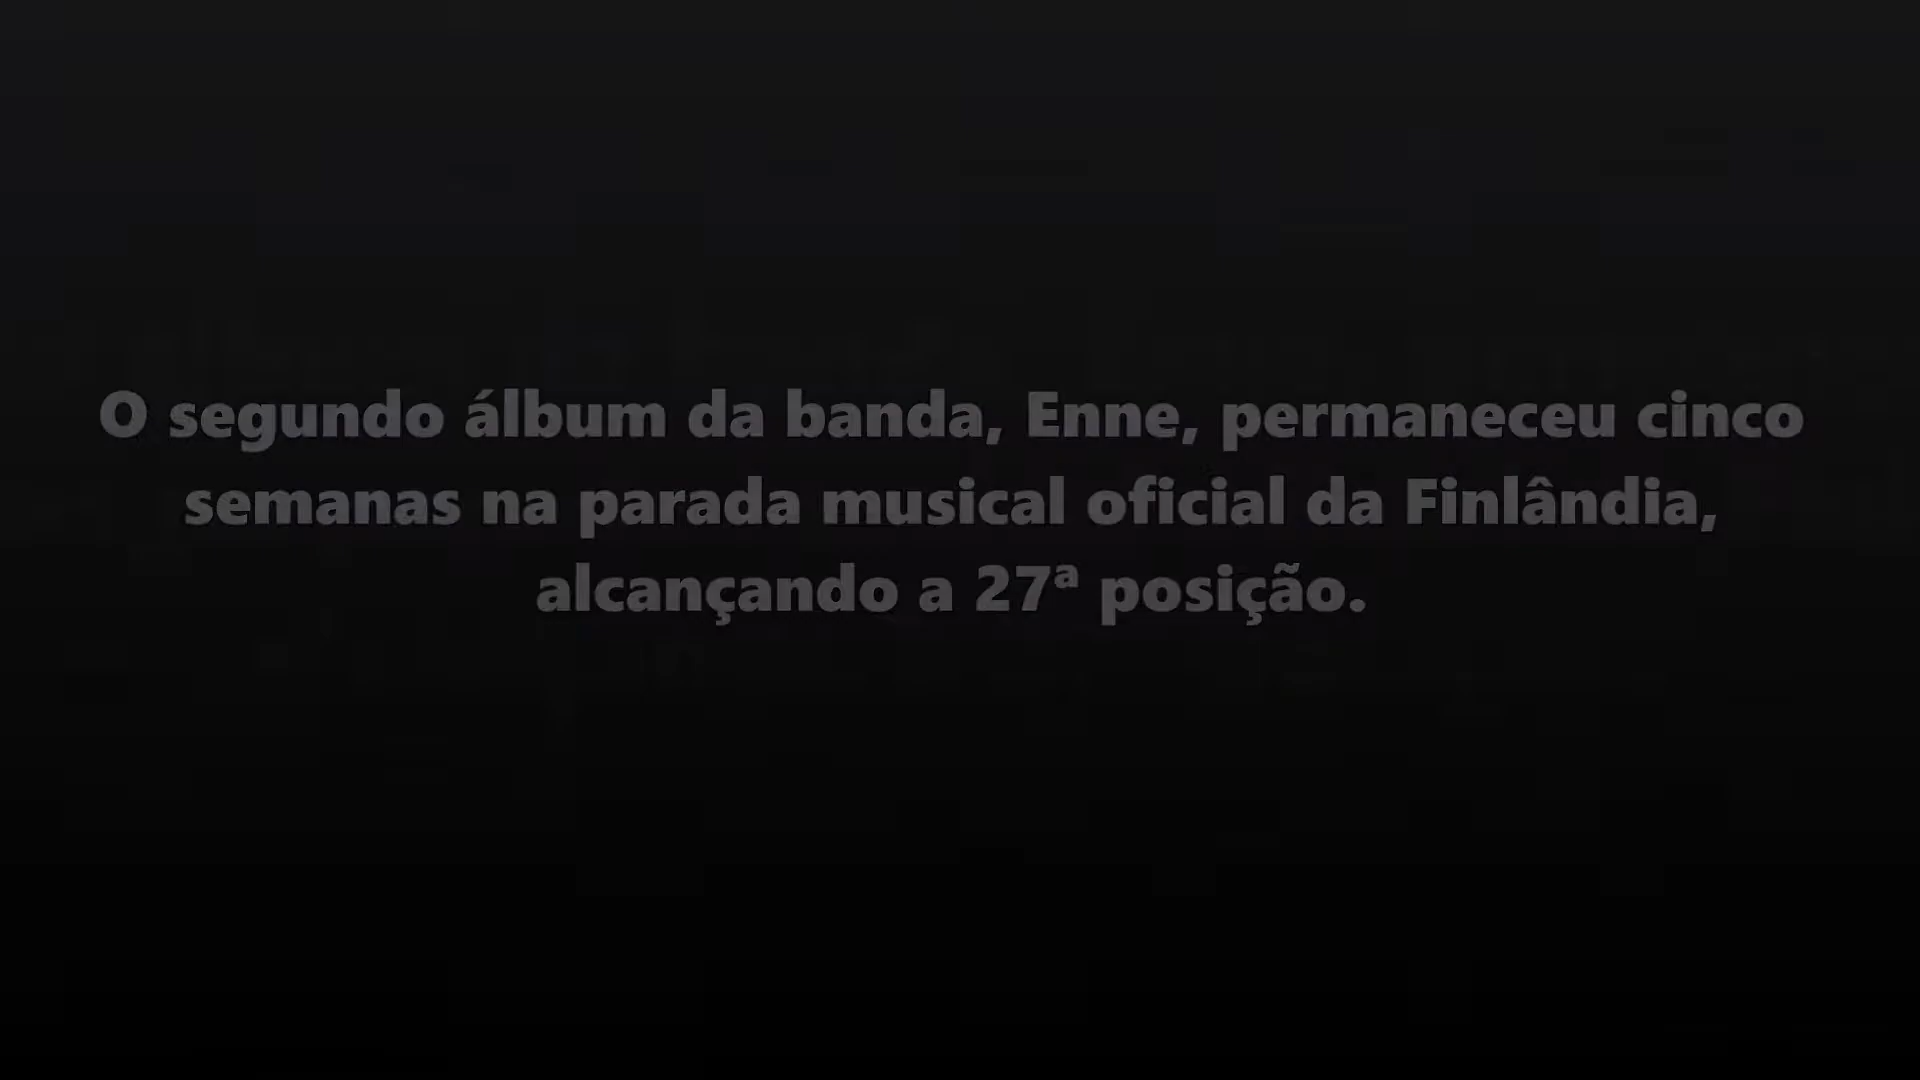 O segundo álbum da banda, Enne, permaneceu cinco
semanas na parada musical oficial da Finlândia,
alcançando a 27ª posição.